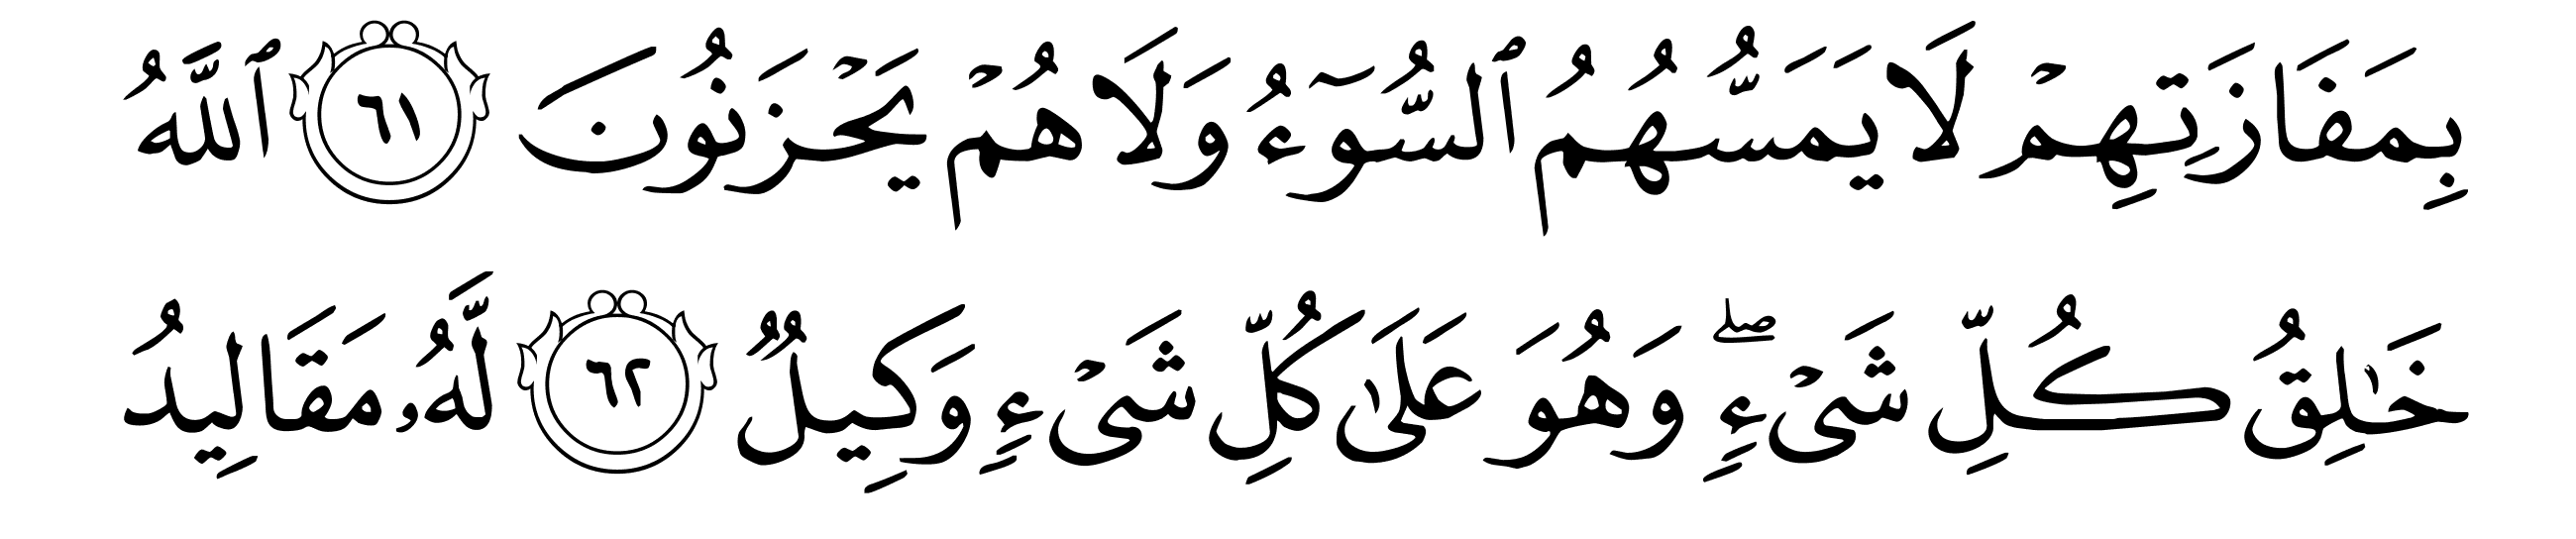 بِمَفَازَتِهِمْ لَا يَمَسُّهُمُ ٱلسُّوٓءُ وَلَا هُمْ يَحْزَنُونَ ٦١ ٱللَّهُ
خَٰلِقُ كُلِّ شَىْءٍۖ وَهُوَ عَلَىٰ كُلِّ شَىْءٍ وَكِيلٌ ٦٢ لَّهُۥ مَقَالِيدُ